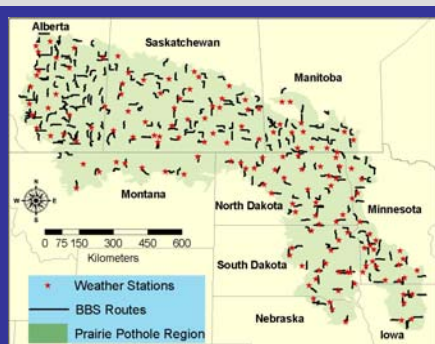 Alberta
Saskatchewan
Manitoba
Montana
North Dakota
Minnesota
South Dakota
Nebraska
Iowa
N
W E
S
0 75 150 300 450 600
Kilometers
Weather Stations
BBS Routes
Prairie Pothole Region